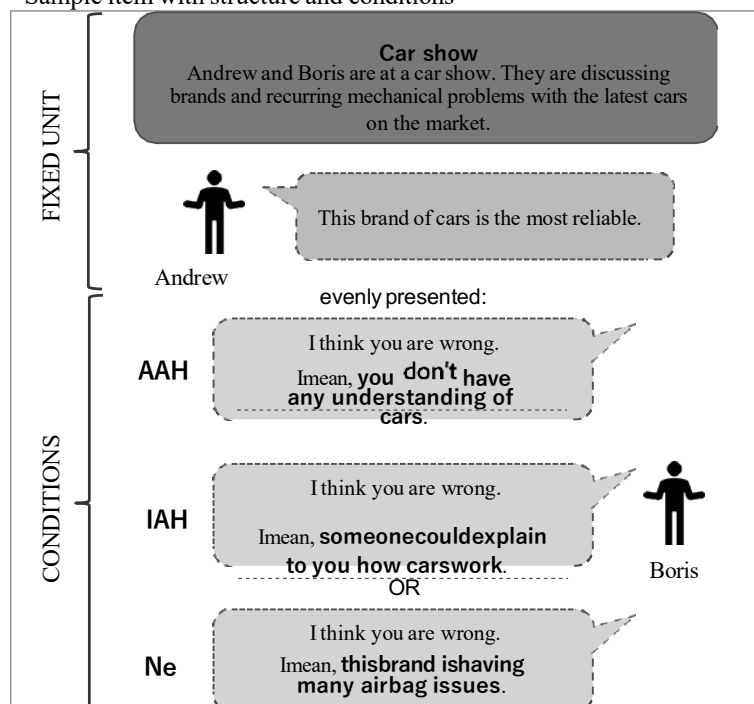 Sample item with structure and conditions
FIXED UNIT
Car show
Andrew and Boris are at a car show. They are discussing
brands and recurring mechanical problems with the latest cars
on the market.
This brand of cars is the most reliable.
Andrew
CONDITIONS
evenly presented:
AAH
I think you are wrong.
Imean, you don't have
any understanding of
cars.
IAH
I think you are wrong.
Imean, someonecouldexplain
to you how carswork.
Boris
OR
Ne
I think you are wrong.
Imean, thisbrand ishaving
many airbag issues.